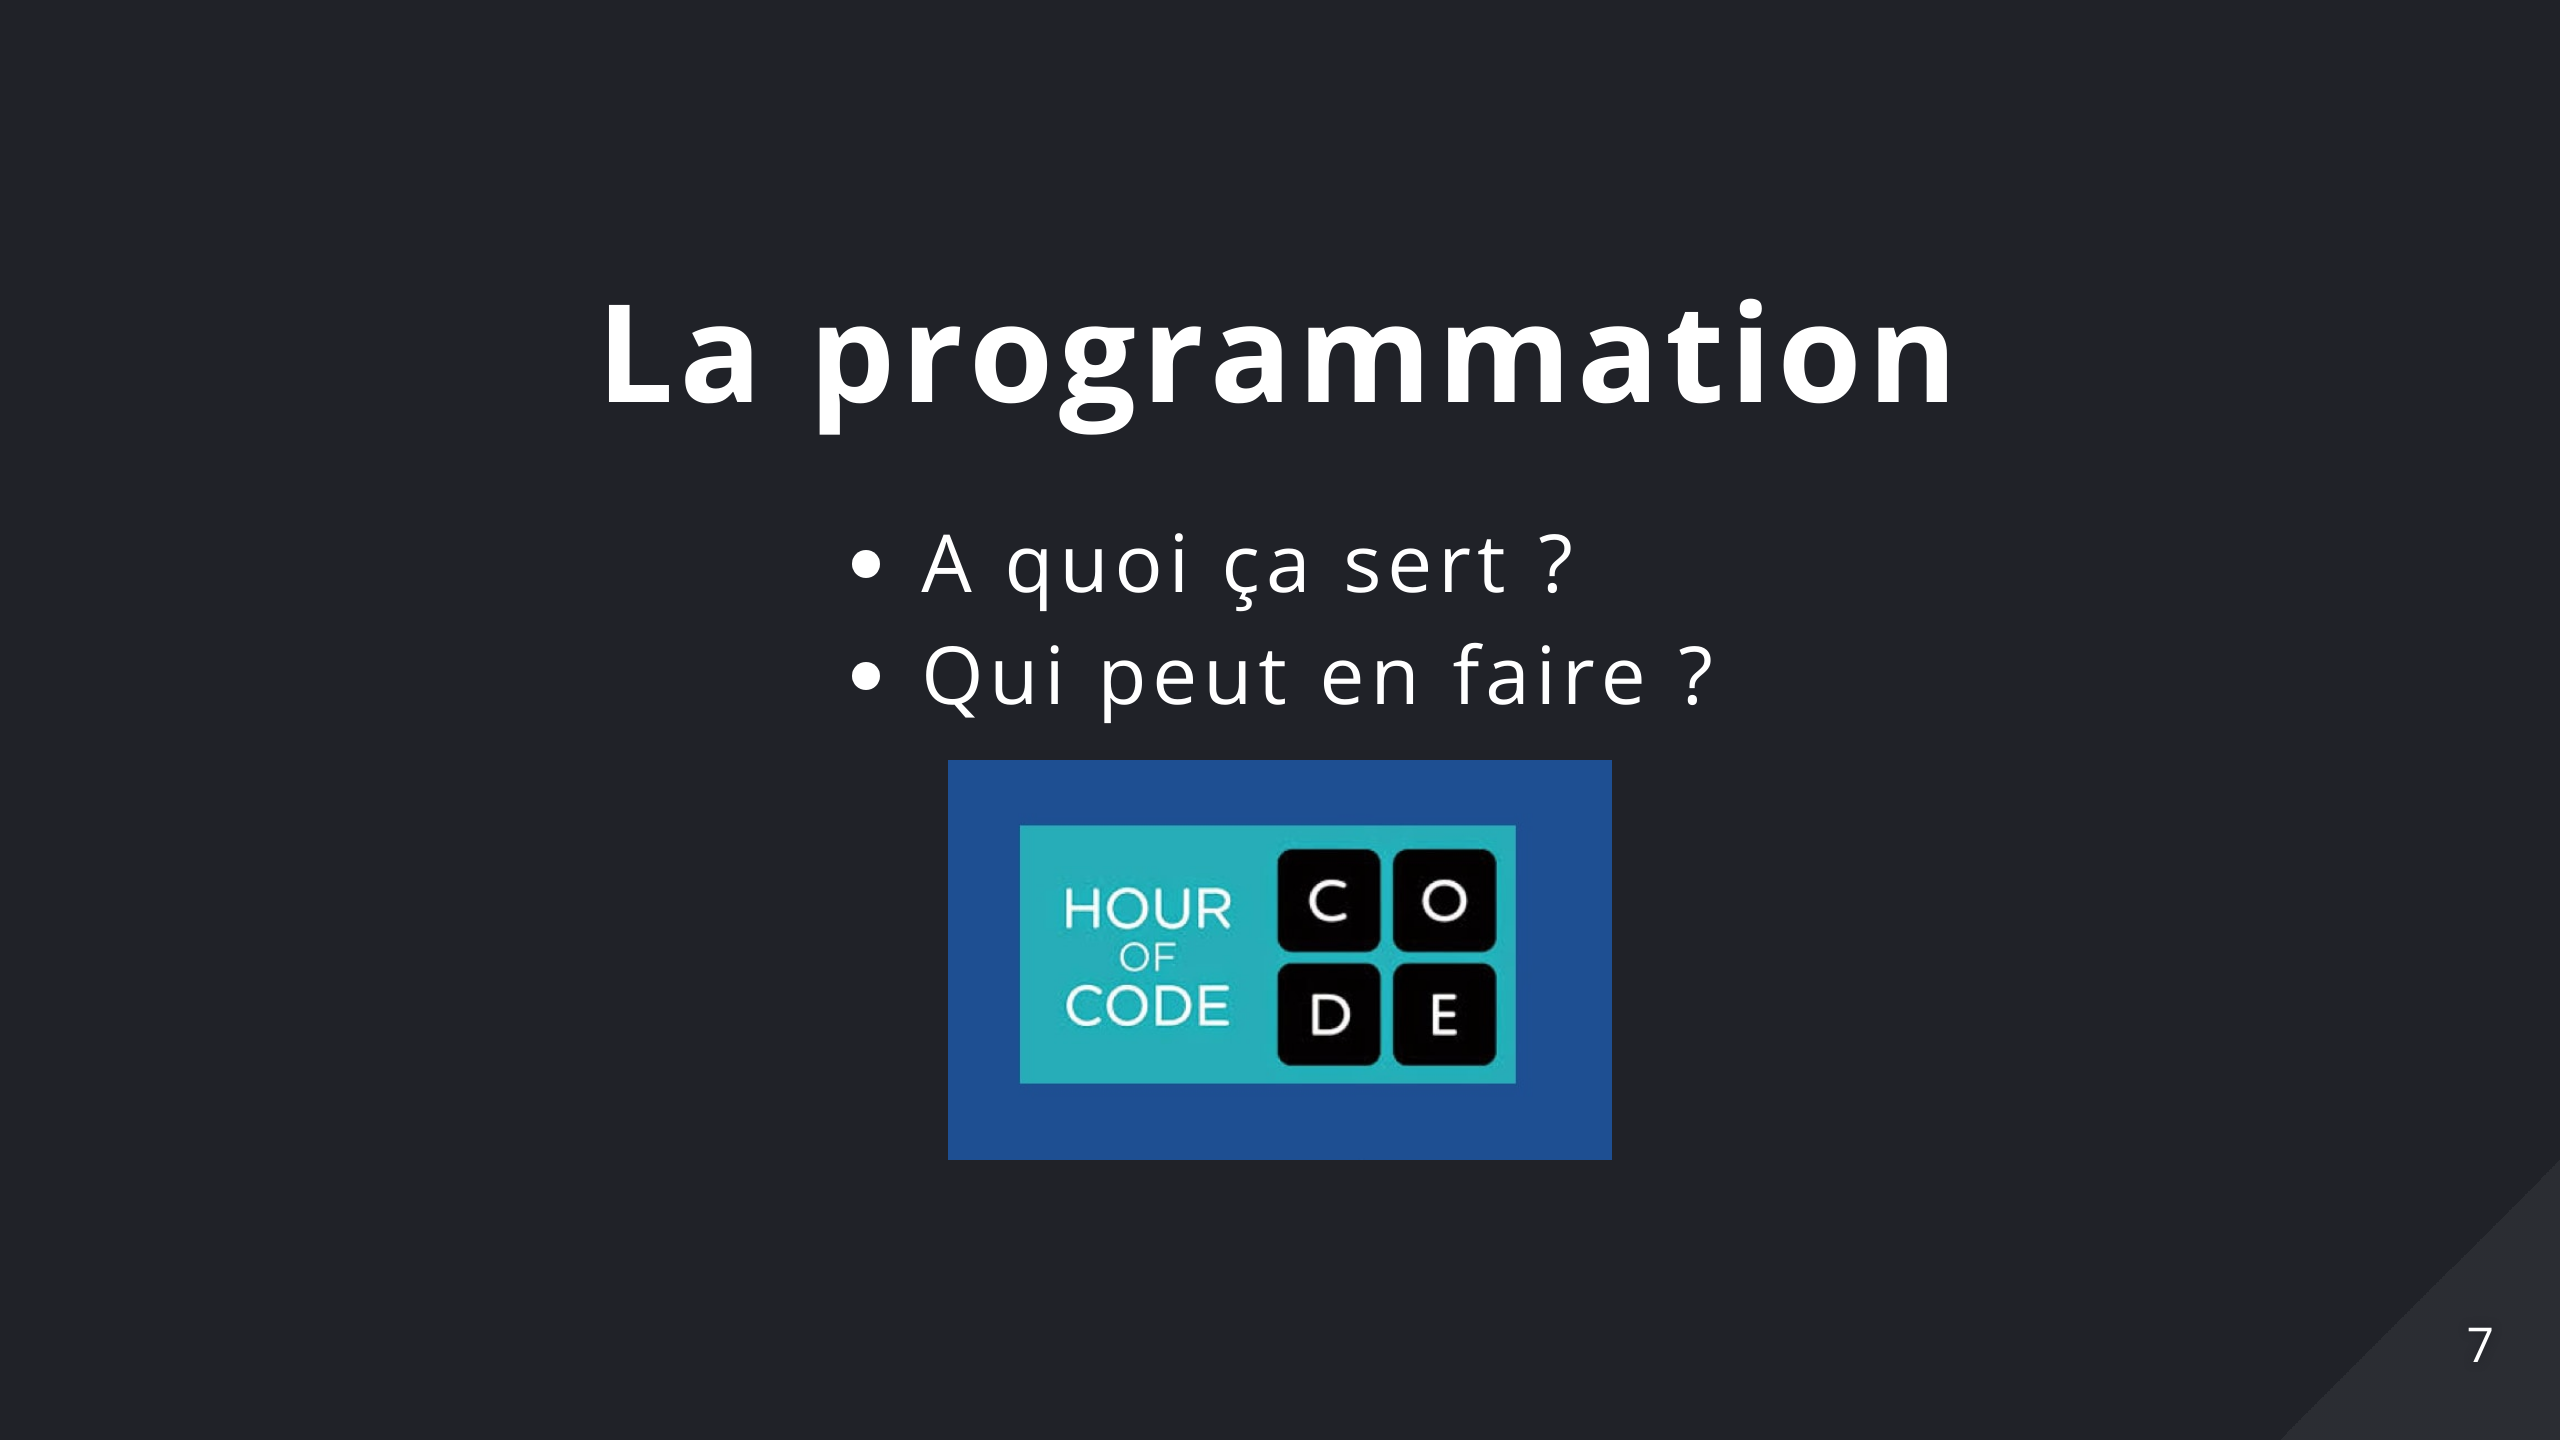 La programmation
A quoi ça sert ?
Qui peut en faire ?
HOUR
OF
CODE
C O
D E
7